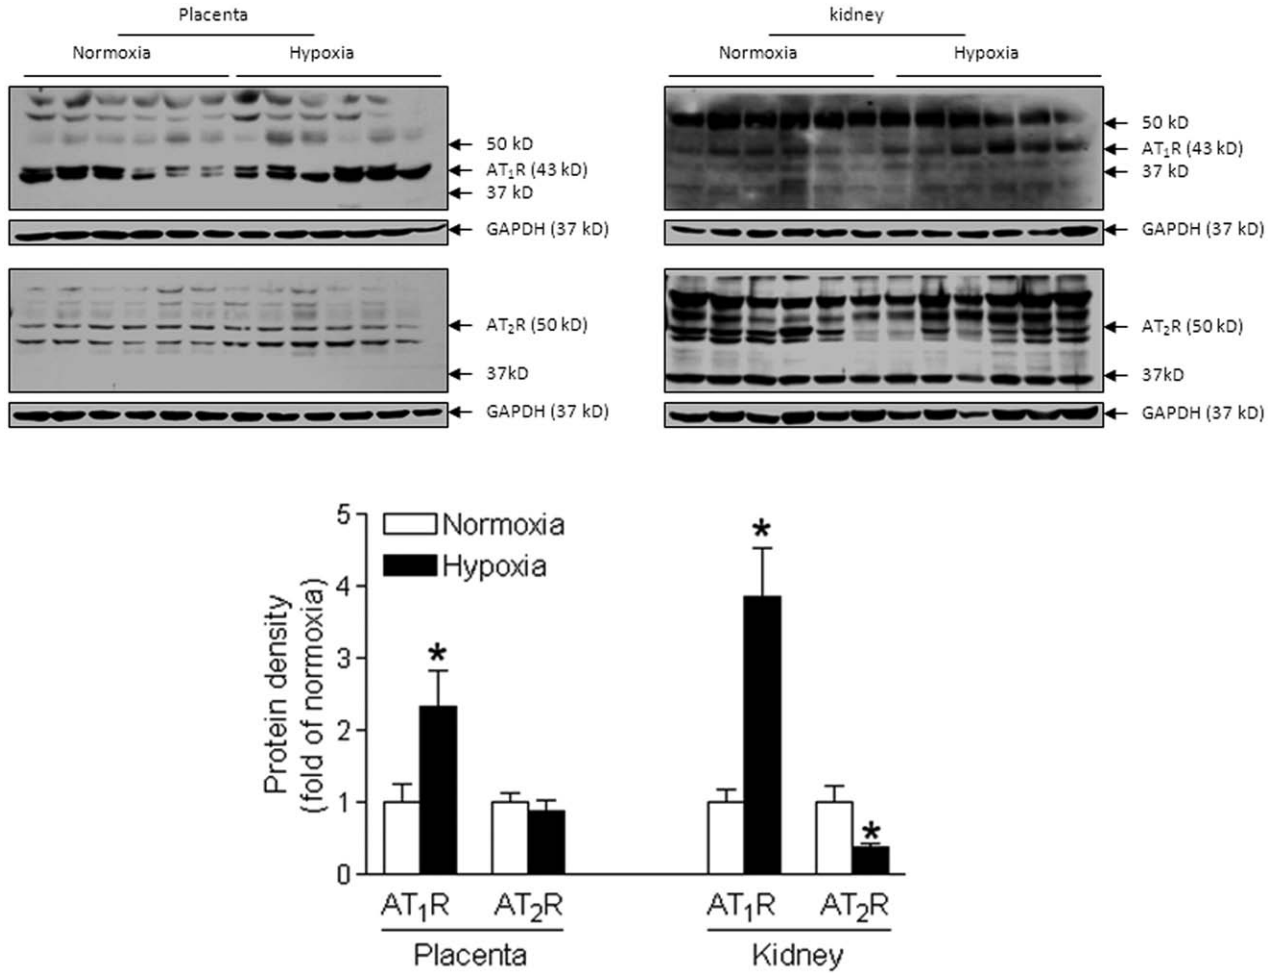 Placenta
Normoxia Hypoxia
50 kD
AT₁R (43 kD)
37 kD
GAPDH (37 kD)
AT₂R (50 kD)
37kD
GAPDH (37 kD)
kidney
Normoxia Hypoxia
50 kD
AT₁R (43 kD)
37 kD
GAPDH (37 kD)
AT₂R (50 kD)
37kD
GAPDH (37 kD)
Protein density
(fold of normoxia)
5
4
3
2
1
0
Normoxia
Hypoxia
*
*
*
AT₁R AT₂R AT₁R AT₂R
Placenta Kidney